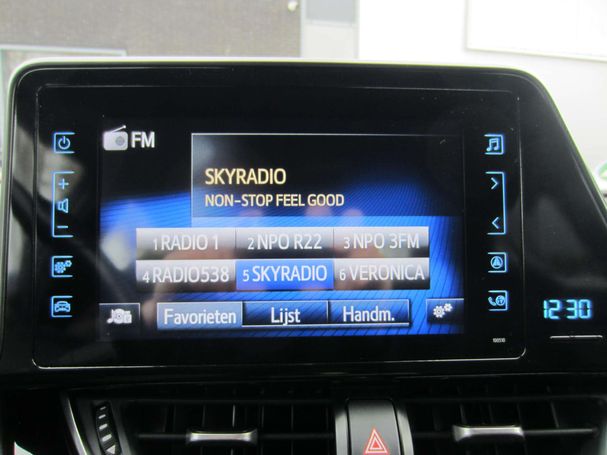 FM
SKYRADIO
NON-STOP FEEL GOOD
1 RADIO 1 2 NPO R22 3 NPO 3FM
4 RADIO538 5 SKYRADIO 6 VERONICA
Favorieten Lijst Handm.
12:30